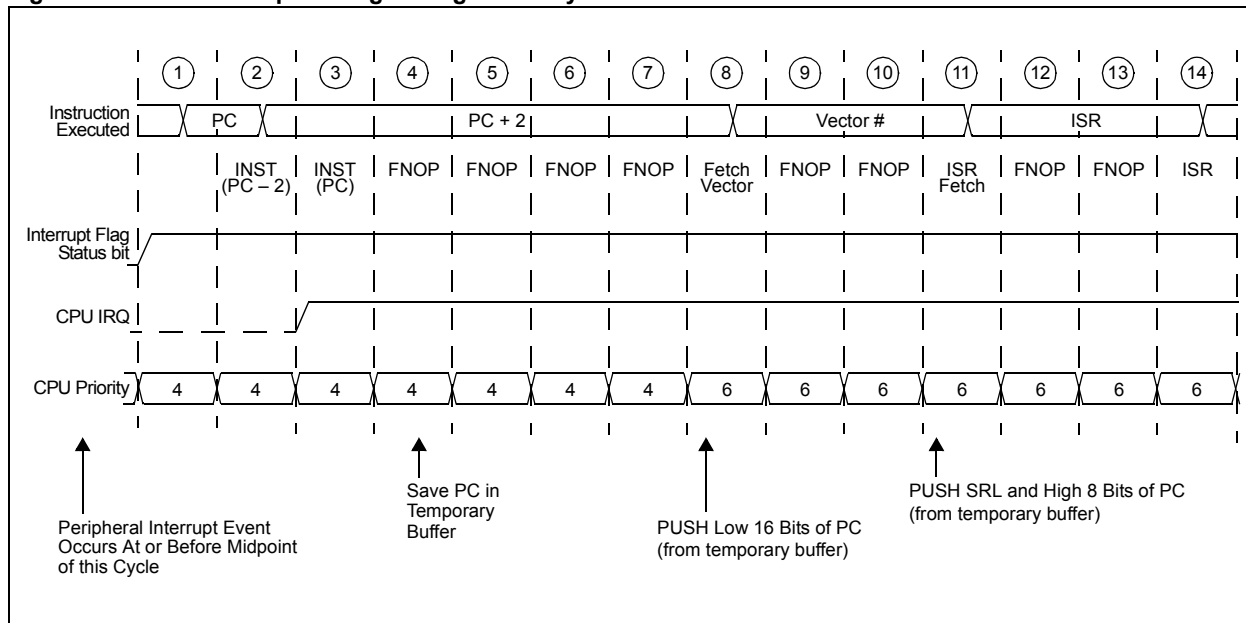 1 2 3 4 5 6 7 8 9 10 11 12 13 14
Instruction
Executed
PC PC + 2 Vector # ISR
INST
(PC – 2)
INST
(PC)
FNOP FNOP FNOP FNOP
Fetch
Vector
FNOP FNOP
ISR
Fetch
FNOP FNOP ISR
Interrupt Flag
Status bit
CPU IRQ
CPU Priority 4 4 4 4 4 4 4 6 6 6 6 6 6 6
Peripheral Interrupt Event
Occurs At or Before Midpoint
of this Cycle
Save PC in
Temporary
Buffer
PUSH Low 16 Bits of PC
(from temporary buffer)
PUSH SRL and High 8 Bits of PC
(from temporary buffer)